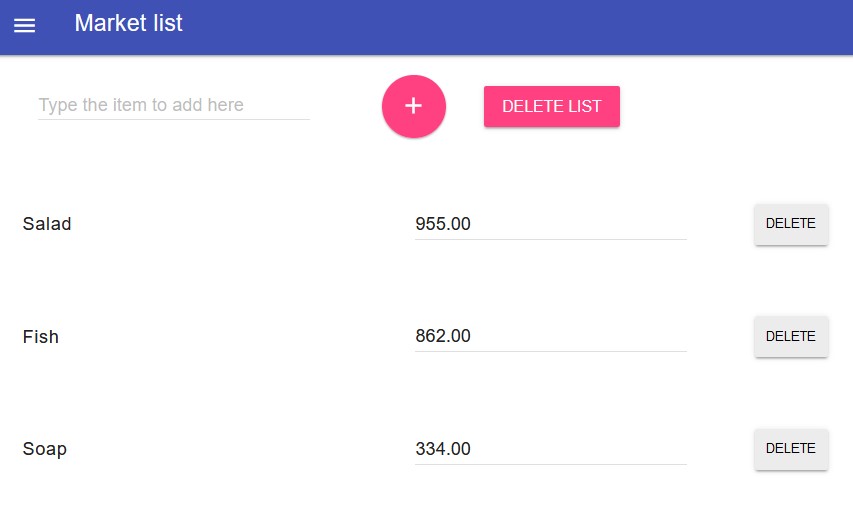 Market list
Type the item to add here
+
DELETE LIST
Salad
955.00
DELETE
Fish
862.00
DELETE
Soap
334.00
DELETE